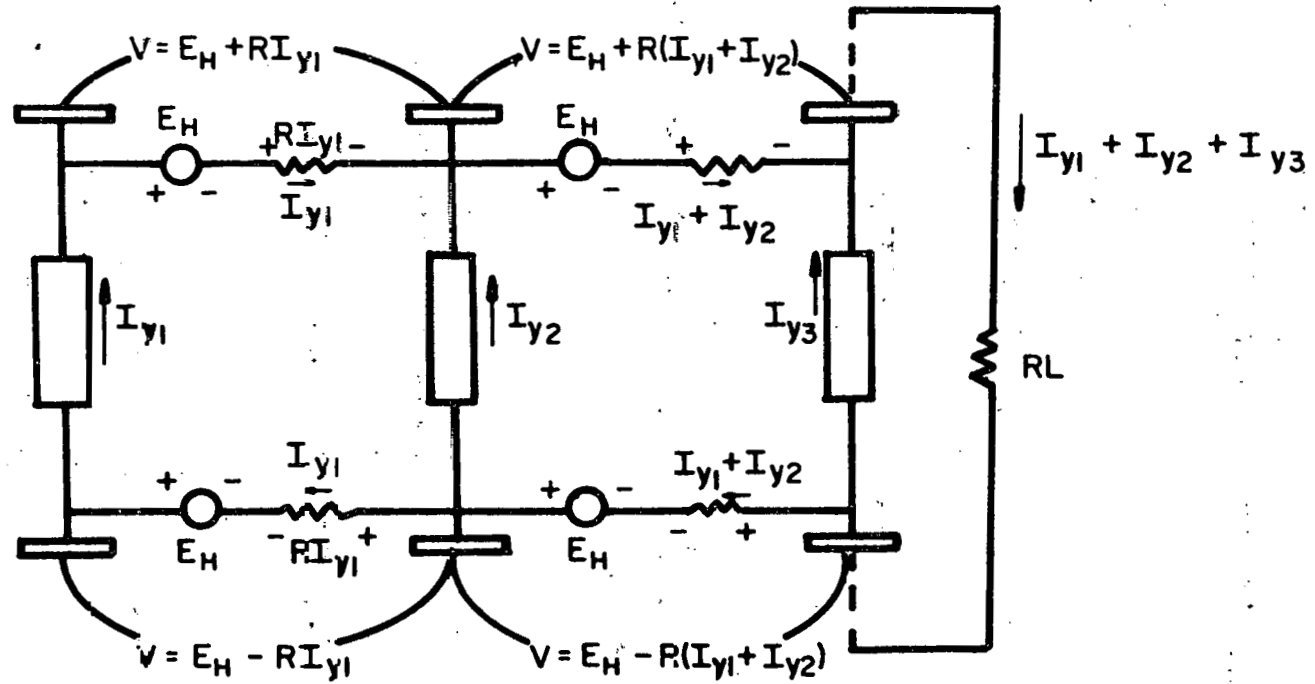 V = E_H + RI_y1
V = E_H + R(I_y1 + I_y2)
E_H
+ RI_y1 -
E_H
+ -
+ -
I_y1
+ -
I_y1 + I_y2
I_y1 + I_y2 + I_y3
I_y1
I_y2
I_y3
RL
I_y1
I_y1 + I_y2
+ -
+ -
E_H
- RI_y1 +
E_H
- +
V = E_H - RI_y1
V = E_H - R(I_y1 + I_y2)